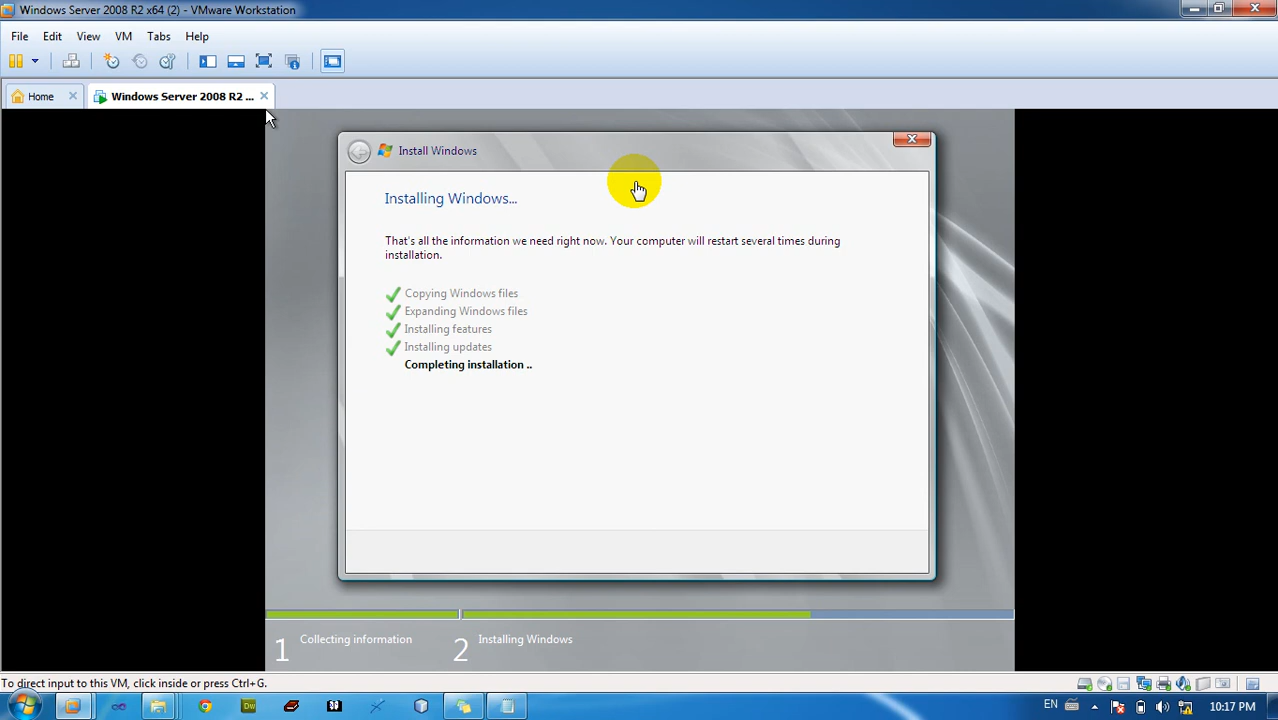 Windows Server 2008 R2 x64 (2) - VMware Workstation
File Edit View VM Tabs Help
Home Windows Server 2008 R2 ...
Install Windows
Installing Windows...
That's all the information we need right now. Your computer will restart several times during
installation.
Copying Windows files
Expanding Windows files
Installing features
Installing updates
Completing installation ..
1 Collecting information 2 Installing Windows
To direct input to this VM, click inside or press Ctrl+G.
Dw EN 10:17 PM